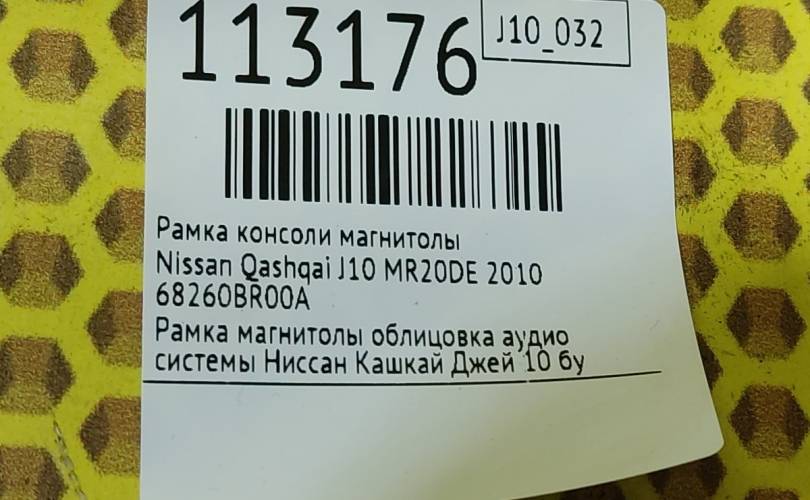 113176
J10_032
Рамка консоли магнитолы
Nissan Qashqai J10 MR20DE 2010
68260BR00A
Рамка магнитолы облицовка аудио
системы Ниссан Кашкай Джей 10 бу